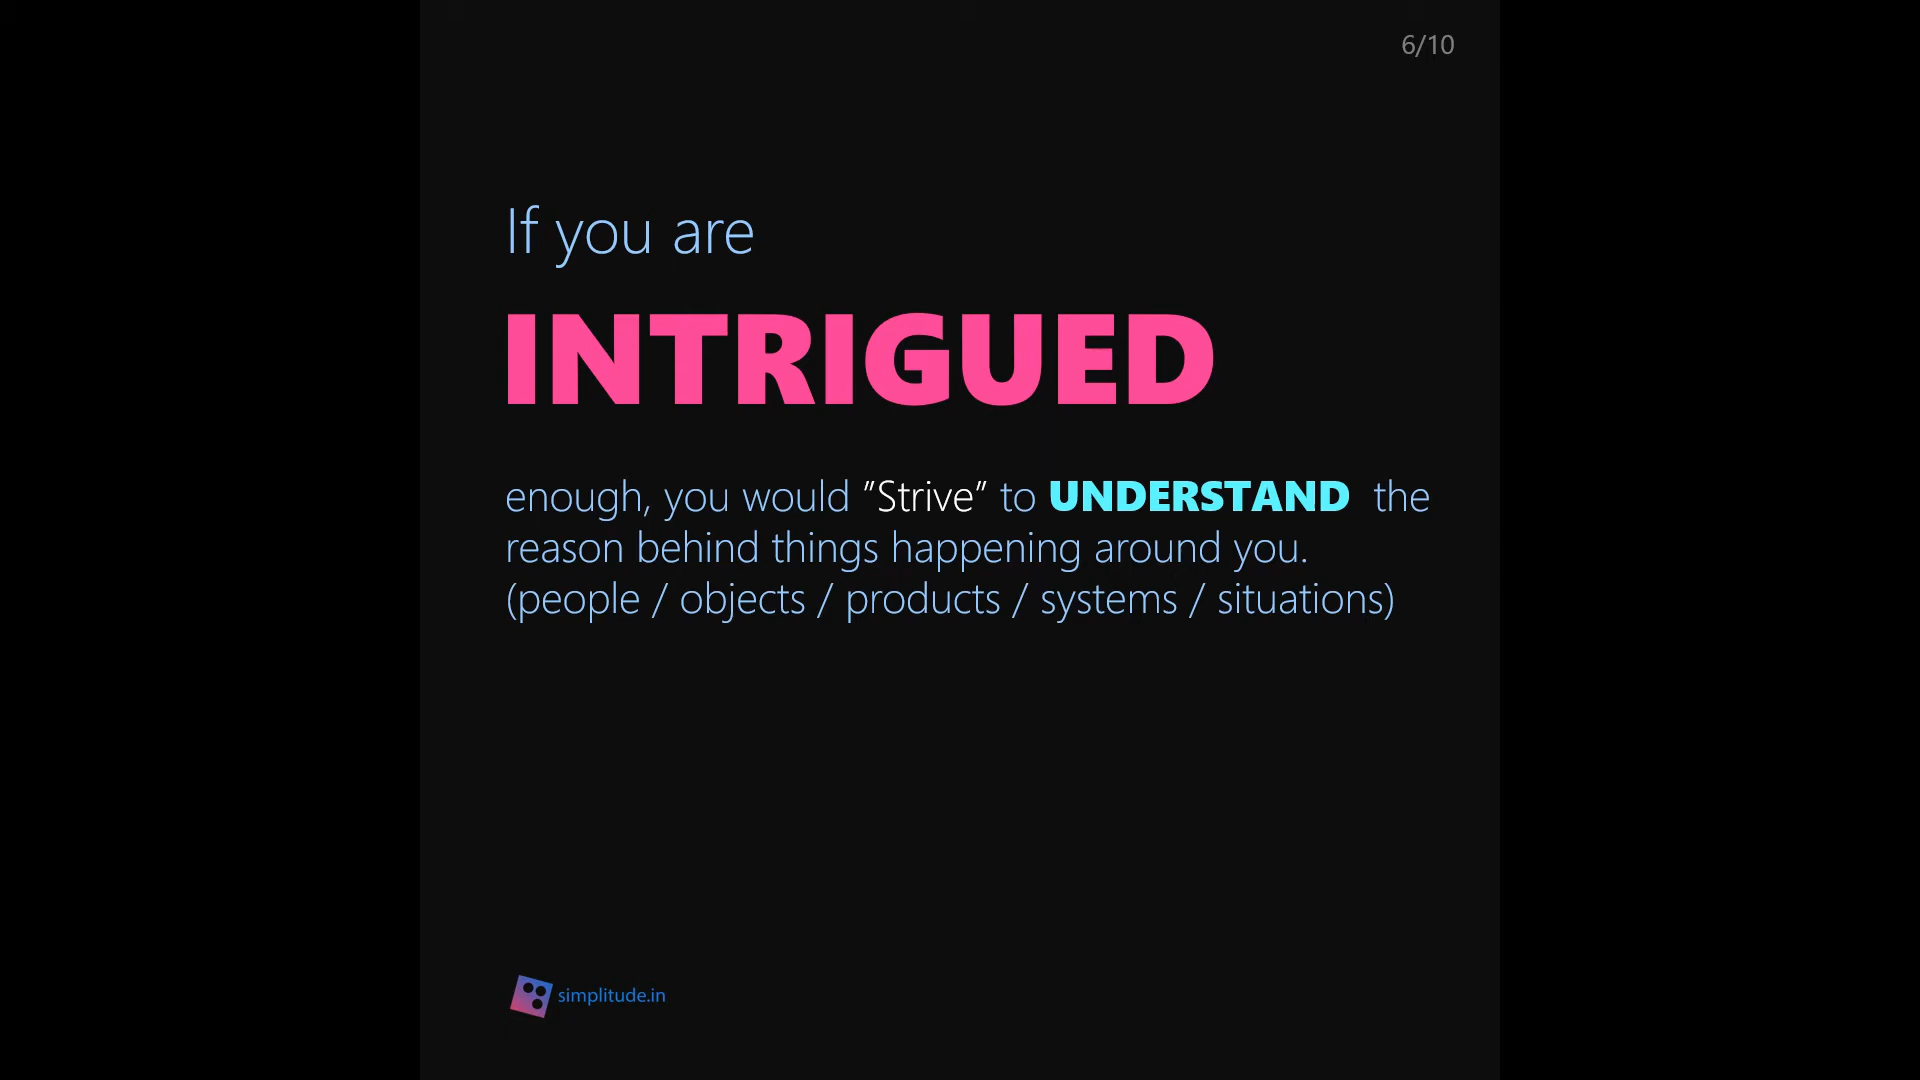 6/10
If you are
INTRIGUED
enough, you would "Strive" to UNDERSTAND the
reason behind things happening around you.
(people / objects / products / systems / situations)
simplitude.in